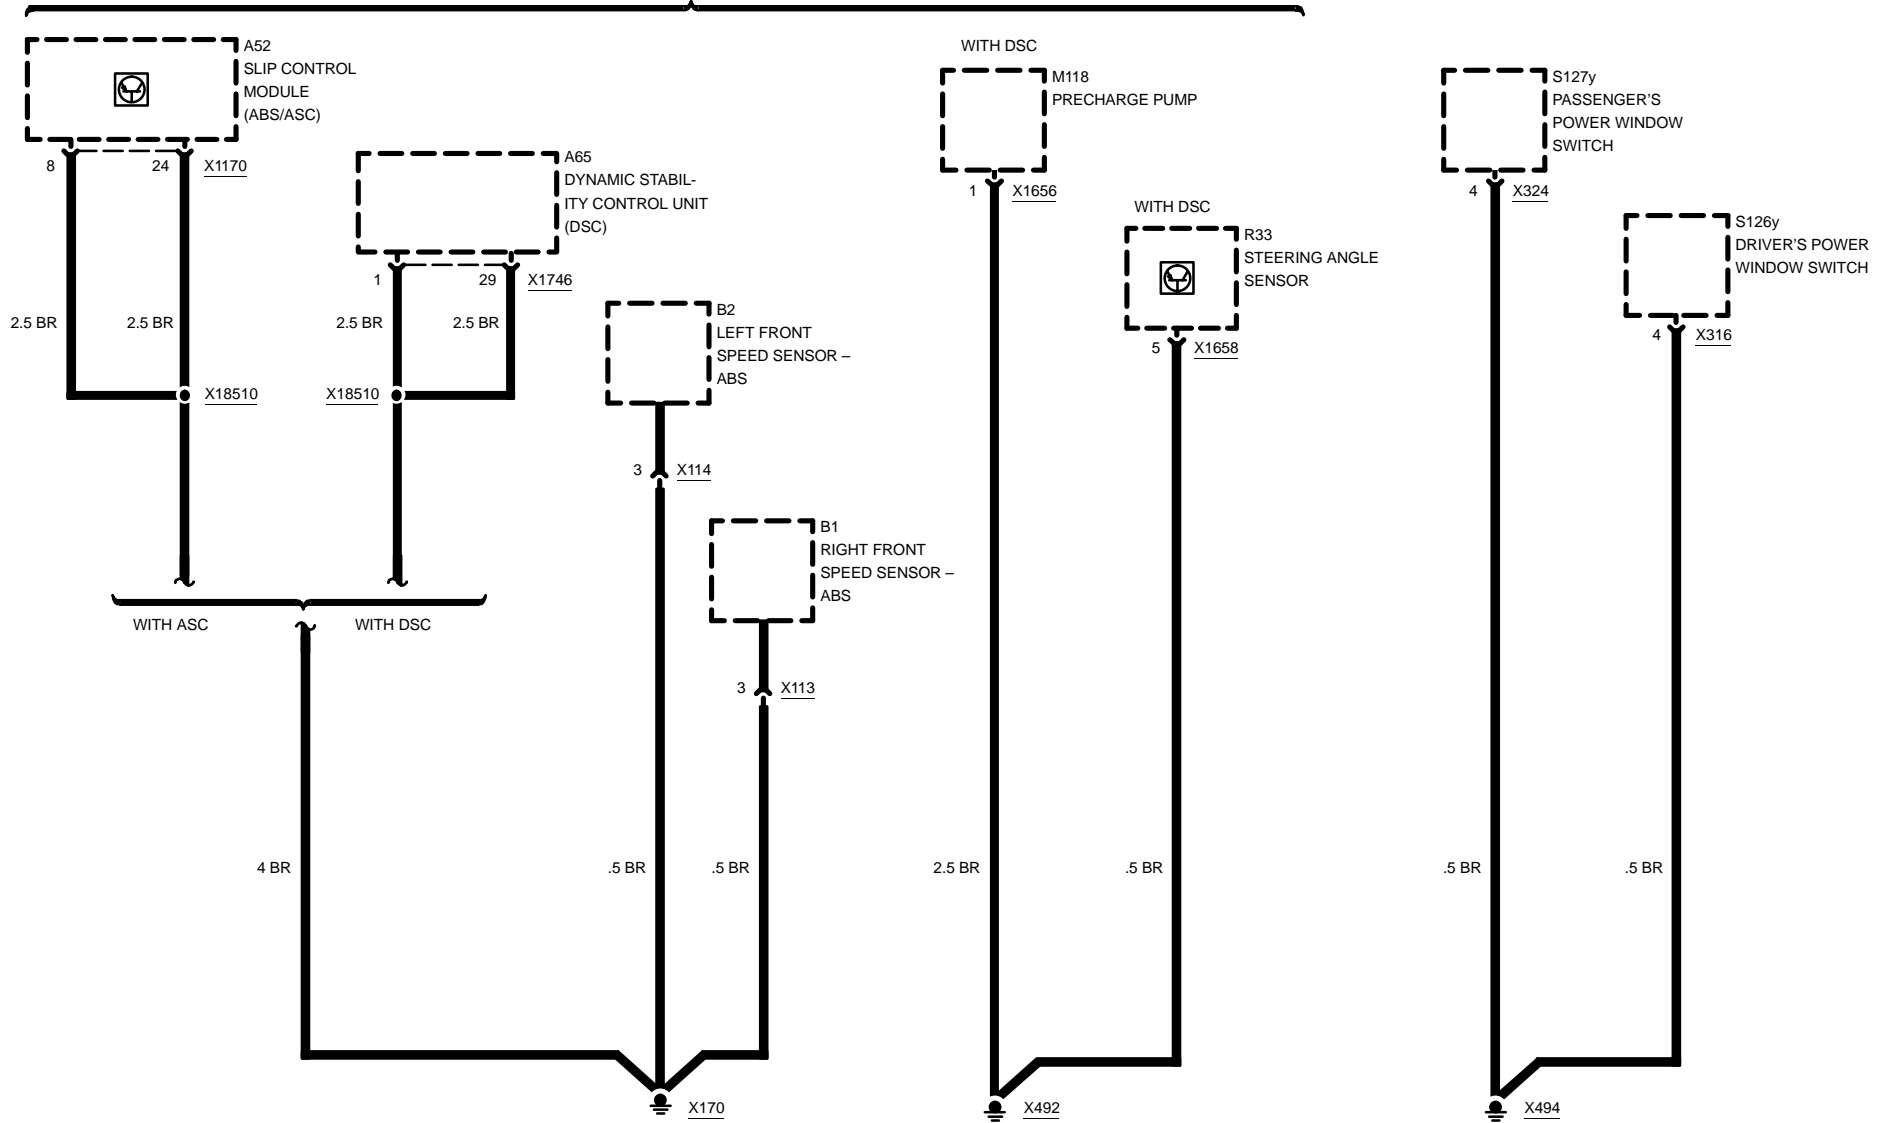 A52
SLIP CONTROL
MODULE
(ABS/ASC)
8
24
X1170
A65
DYNAMIC STABIL-
ITY CONTROL UNIT
(DSC)
1
29
X1746
2.5 BR
2.5 BR
2.5 BR
2.5 BR
X18510
X18510
WITH ASC
WITH DSC
4 BR
B2
LEFT FRONT
SPEED SENSOR –
ABS
3
X114
.5 BR
B1
RIGHT FRONT
SPEED SENSOR –
ABS
3
X113
.5 BR
X170
WITH DSC
M118
PRECHARGE PUMP
1
X1656
2.5 BR
WITH DSC
R33
STEERING ANGLE
SENSOR
5
X1658
.5 BR
X492
S127y
PASSENGER'S
POWER WINDOW
SWITCH
4
X324
.5 BR
S126y
DRIVER'S POWER
WINDOW SWITCH
4
X316
.5 BR
X494